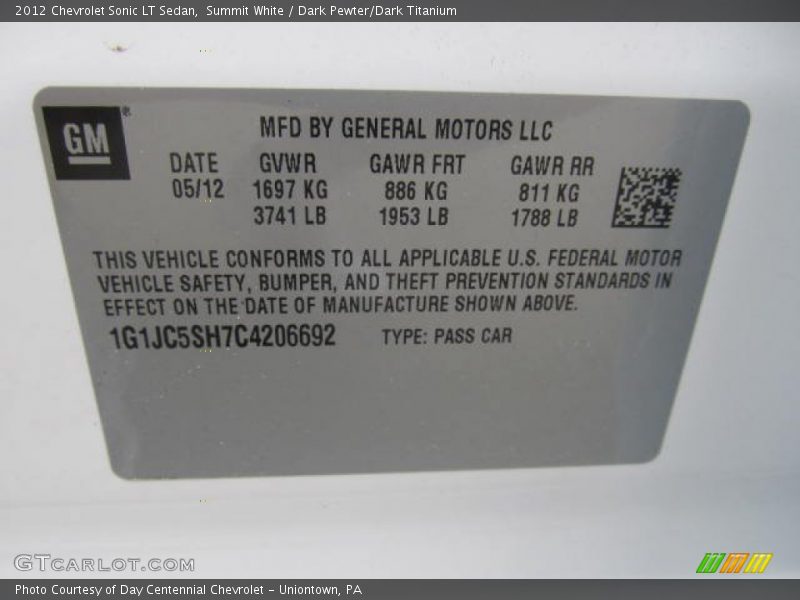 2012 Chevrolet Sonic LT Sedan,  Summit White / Dark Pewter/Dark Titanium
GM®
MFD BY GENERAL MOTORS LLC
DATE GVWR GAWR FRT GAWR RR
05/12 1697 KG 886 KG 811 KG
3741 LB 1953 LB 1788 LB
THIS VEHICLE CONFORMS TO ALL APPLICABLE U.S. FEDERAL MOTOR
VEHICLE SAFETY, BUMPER, AND THEFT PREVENTION STANDARDS IN
EFFECT ON THE DATE OF MANUFACTURE SHOWN ABOVE.
1G1JC5SH7C4206692 TYPE: PASS CAR
GTCARLOT.COM
Photo Courtesy of Day Centennial Chevrolet - Uniontown, PA